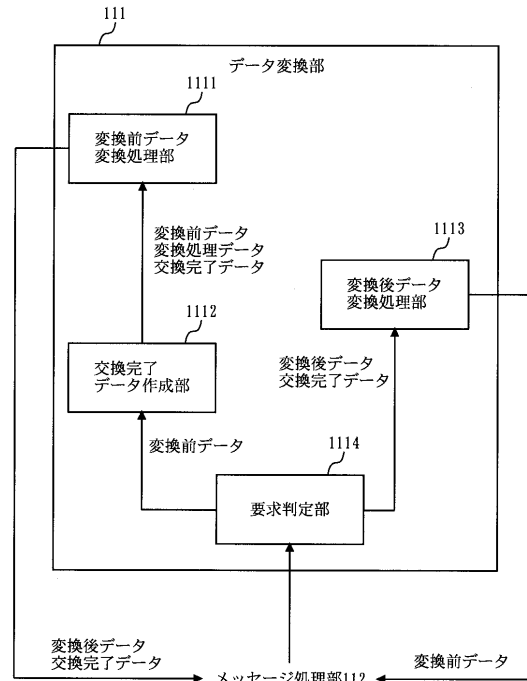 111
データ変換部
1111
変換前データ
変換処理部
変換前データ
変換処理データ
交換完了データ
1113
変換後データ
変換処理部
1112
交換完了
データ作成部
変換後データ
交換完了データ
変換前データ
1114
要求判定部
変換後データ
交換完了データ
変換前データ
メッセージ処理部112